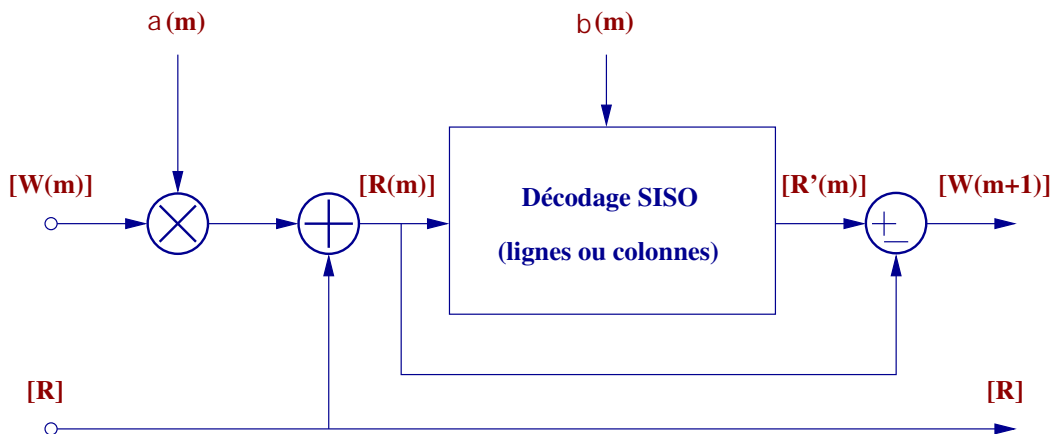 a(m)
b(m)
[W(m)]
[R(m)]
Décodage SISO
(lignes ou colonnes)
[R'(m)]
[W(m+1)]
[R]
[R]